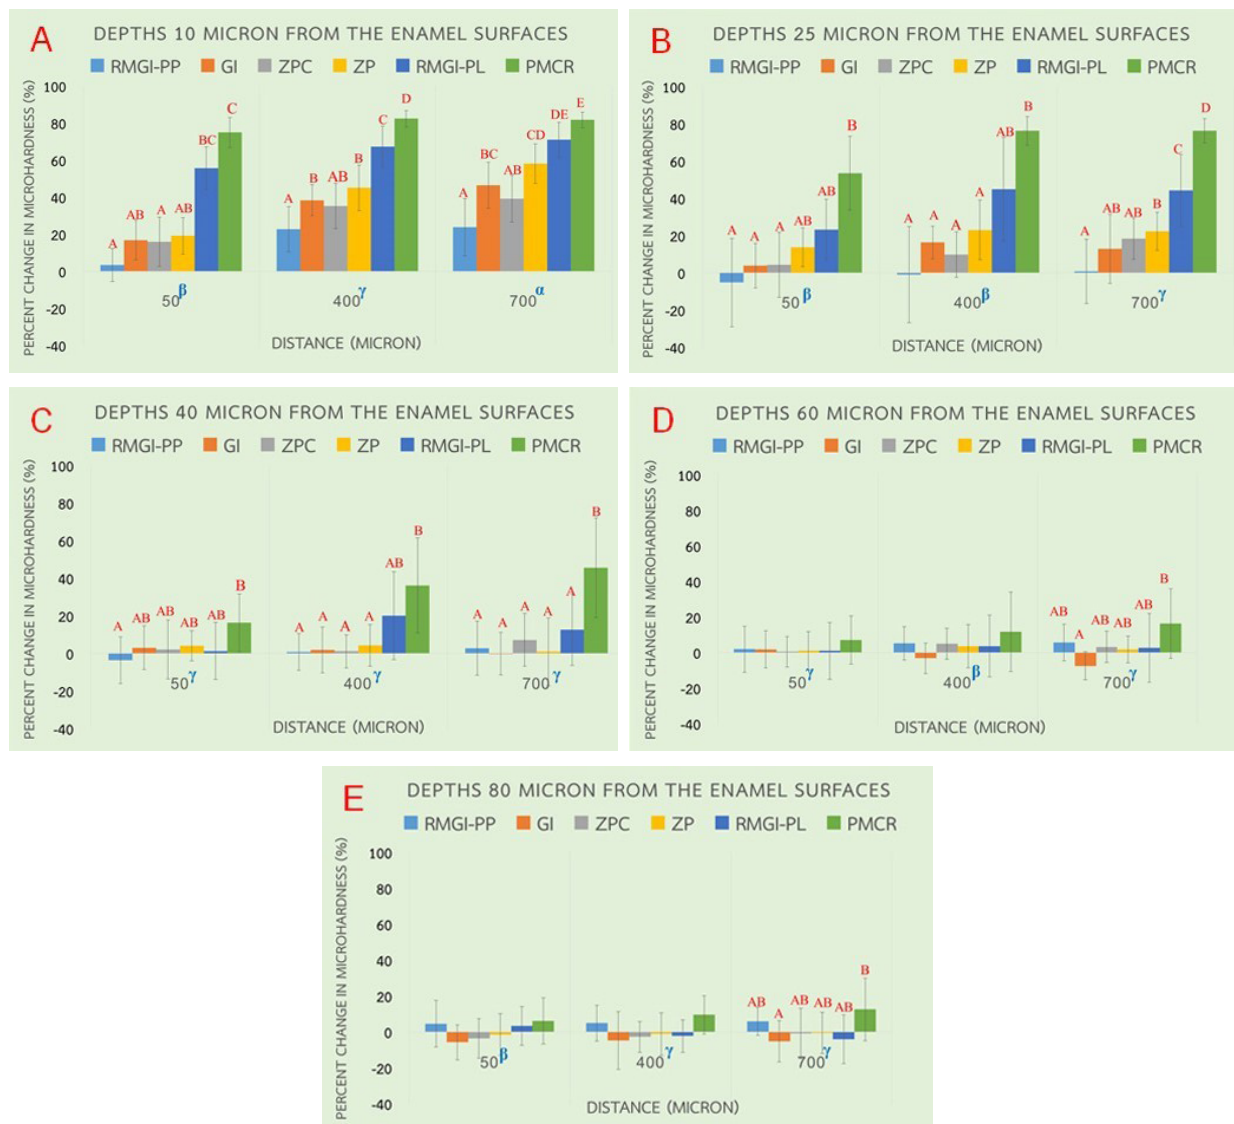 A
DEPTHS 10 MICRON FROM THE ENAMEL SURFACES
RMGI-PP GI ZPC ZP RMGI-PL PMCR
PERCENT CHANGE IN MICROHARDNESS (%)
100
80
60
40
20
0
-20
-40
A AB A AB BC C
A B AB B C D
A BC AB CD DE E
50β 400γ 700α
DISTANCE (MICRON)
B
DEPTHS 25 MICRON FROM THE ENAMEL SURFACES
RMGI-PP GI ZPC ZP RMGI-PL PMCR
PERCENT CHANGE IN MICROHARDNESS (%)
100
80
60
40
20
0
-20
-40
A A A AB AB B
A A A A AB B
A AB AB B C D
50β 400β 700γ
DISTANCE (MICRON)
C
DEPTHS 40 MICRON FROM THE ENAMEL SURFACES
RMGI-PP GI ZPC ZP RMGI-PL PMCR
PERCENT CHANGE IN MICROHARDNESS (%)
100
80
60
40
20
0
-20
-40
A AB AB AB AB B
A A A A AB B
A A A A A B
50γ 400γ 700γ
DISTANCE (MICRON)
D
DEPTHS 60 MICRON FROM THE ENAMEL SURFACES
RMGI-PP GI ZPC ZP RMGI-PL PMCR
PERCENT CHANGE IN MICROHARDNESS (%)
100
80
60
40
20
0
-20
-40
AB A AB AB AB B
50γ 400β 700γ
DISTANCE (MICRON)
E
DEPTHS 80 MICRON FROM THE ENAMEL SURFACES
RMGI-PP GI ZPC ZP RMGI-PL PMCR
PERCENT CHANGE IN MICROHARDNESS (%)
100
80
60
40
20
0
-20
-40
AB A AB AB AB B
50β 400γ 700γ
DISTANCE (MICRON)